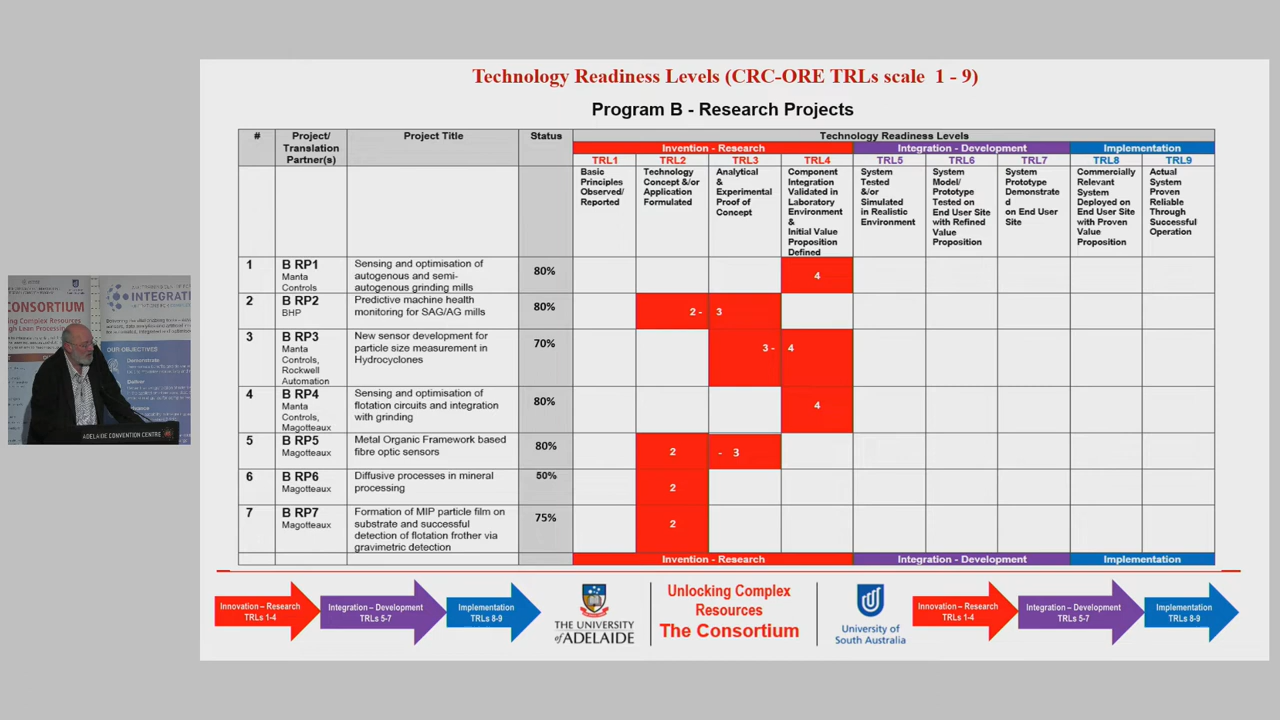 Technology Readiness Levels (CRC-ORE TRLs scale 1 - 9)
Program B - Research Projects
# Project/ Project Title Status Technology Readiness Levels
Translation
Partner(s)
Invention - Research Integration - Development Implementation
TRL1 TRL2 TRL3 TRL4 TRL5 TRL6 TRL7 TRL8 TRL9
Basic
Principles
Observed/
Reported
Technology
Concept &/or
Application
Formulated
Analytical
&
Experimental
Proof of
Concept
Component
Integration
Validated in
Laboratory
Environment
&
Initial Value
Proposition
Defined
System
Tested
&/or
Simulated
in Realistic
Environment
System
Model/
Prototype
Tested on
End User Site
with Refined
Value
Proposition
System
Prototype
Demonstrate
d
on End User
Site
Commercially
Relevant
System
Deployed on
End User Site
with Proven
Value
Proposition
Actual
System
Proven
Reliable
Through
Successful
Operation
1
B RP1
Manta
Controls
Sensing and optimisation of
autogenous and semi-
autogenous grinding mills
80%
4
2
B RP2
BHP
Predictive machine health
monitoring for SAG/AG mills
80%
2 - 3
3
B RP3
Manta
Controls,
Rockwell
Automation
New sensor development for
particle size measurement in
Hydrocyclones
70%
3 - 4
4
B RP4
Manta
Controls,
Magotteaux
Sensing and optimisation of
flotation circuits and integration
with grinding
80%
4
5
B RP5
Magotteaux
Metal Organic Framework based
fibre optic sensors
80%
2 - 3
6
B RP6
Magotteaux
Diffusive processes in mineral
processing
50%
2
7
B RP7
Magotteaux
Formation of MIP particle film on
substrate and successful
detection of flotation frother via
gravimetric detection
75%
2
Invention - Research Integration - Development Implementation
Innovation – Research
TRLs 1-4
Integration – Development
TRLs 5-7
Implementation
TRLs 8-9
THE UNIVERSITY
of ADELAIDE
Unlocking Complex
Resources
The Consortium
University of
South Australia
Innovation – Research
TRLs 1-4
Integration – Development
TRLs 5-7
Implementation
TRLs 8-9
CONSORTIUM
INTEGRAT
OUR OBJECTIVES
ADELAIDE CONVENTION CENTRE